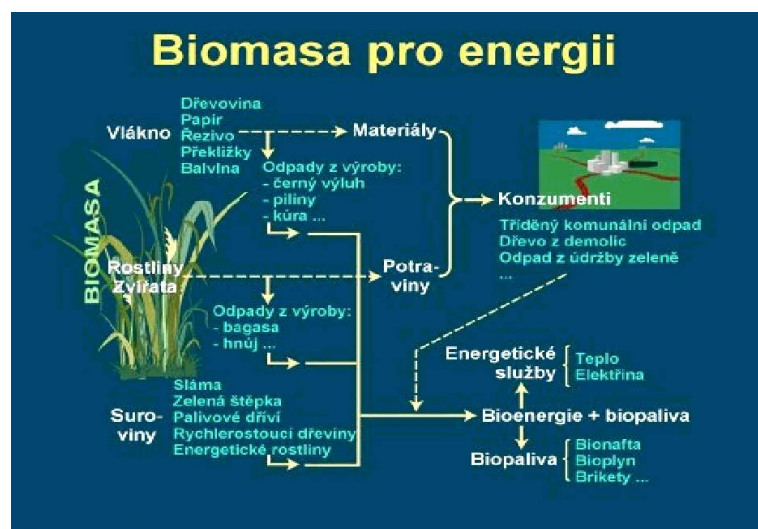 Biomasa pro energii
BIOMASA
Vlákno
Dřevovina
Papír
Řezivo
Překližky
Balvlna
Materiály
Odpady z výroby:
- černý výluh
- piliny
- kůra ...
Konzumenti
Tříděný komunální odpad
Dřevo z demolic
Odpad z údržby zeleně
...
Rostliny
Zvířata
Potra-
viny
Odpady z výroby:
- bagasa
- hnůj ...
Energetické
služby
Teplo
Elektřina
Suro-
viny
Sláma
Zelená štěpka
Palivové dříví
Rychlerostoucí dřeviny
Energetické rostliny
Bioenergie + biopaliva
Biopaliva
Bionafta
Bioplyn
Brikety ...